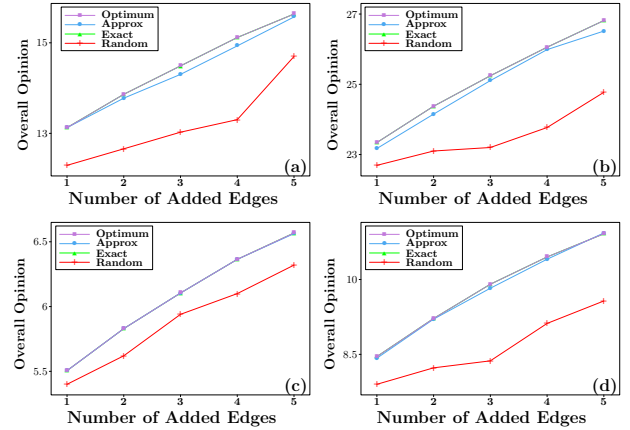 Optimum
Approx
Exact
Random
Overall Opinion
15
13
(a)
1 2 3 4 5
Number of Added Edges
Optimum
Approx
Exact
Random
Overall Opinion
27
25
23
(b)
1 2 3 4 5
Number of Added Edges
Optimum
Approx
Exact
Random
Overall Opinion
6.5
6
5.5
(c)
1 2 3 4 5
Number of Added Edges
Optimum
Approx
Exact
Random
Overall Opinion
10
8.5
(d)
1 2 3 4 5
Number of Added Edges